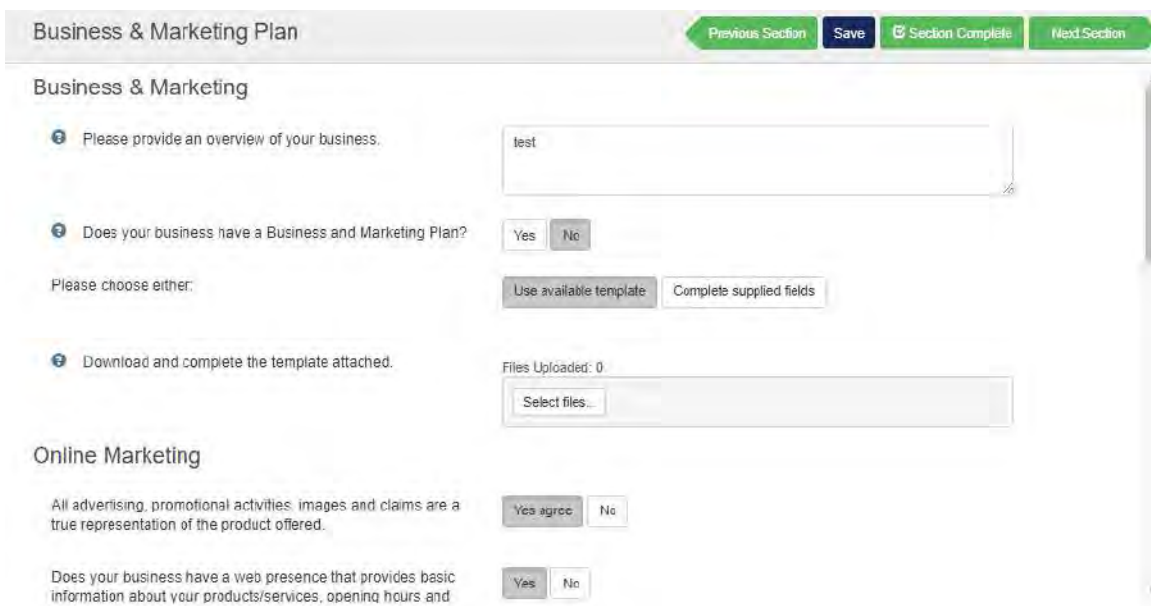 Business & Marketing Plan
Previous Section
Save
Section Complete
Next Section
Business & Marketing
Please provide an overview of your business.
test
Does your business have a Business and Marketing Plan?
Yes
No
Please choose either:
Use available template
Complete supplied fields
Download and complete the template attached.
Files Uploaded: 0
Select files...
Online Marketing
All advertising, promotional activities, images and claims are a
true representation of the product offered.
Yes agree
No
Does your business have a web presence that provides basic
information about your products/services, opening hours and
Yes
No